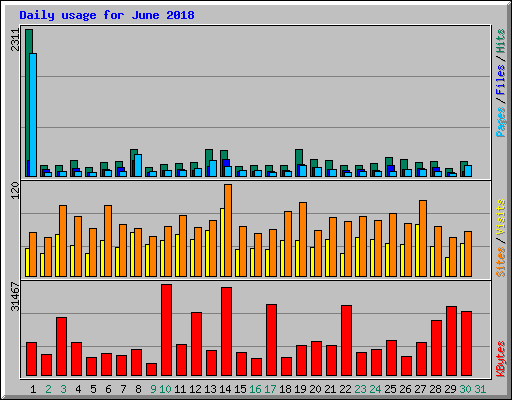 Daily usage for June 2018
2311
Pages / Files / Hits
120
Sites / Visits
31467
KBytes
1 2 3 4 5 6 7 8 9 10 11 12 13 14 15 16 17 18 19 20 21 22 23 24 25 26 27 28 29 30 31